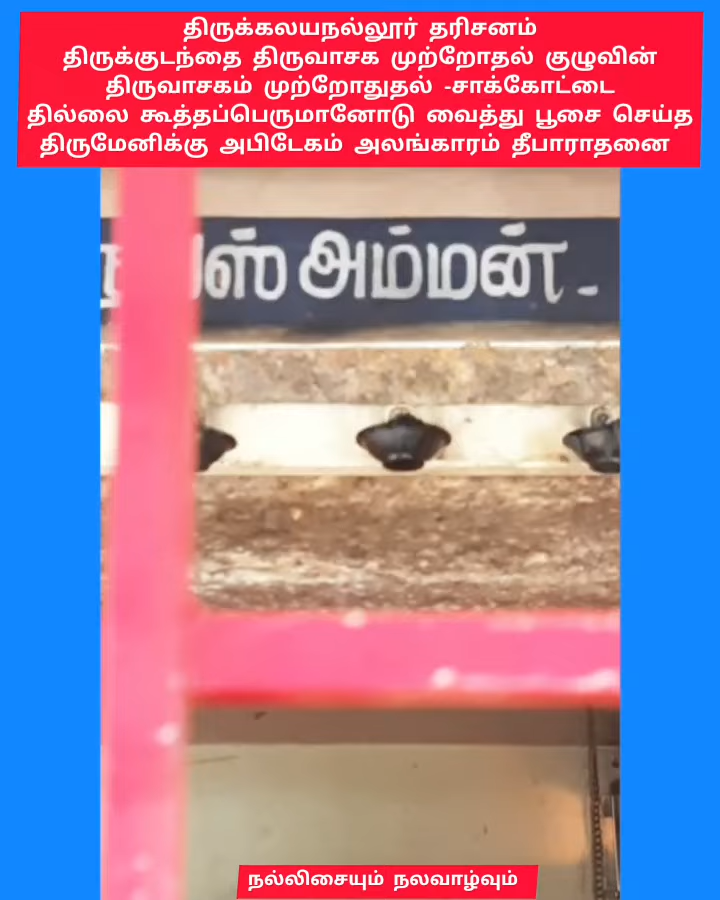 திருக்கலயநல்லூர் தரிசனம்
திருக்குடந்தை திருவாசக முற்றோதல் குழுவின்
திருவாசகம் முற்றோதுதல் -சாக்கோட்டை
தில்லை கூத்தப்பெருமானோடு வைத்து பூசை செய்த
திருமேனிக்கு அபிடேகம் அலங்காரம் தீபாராதனை
அம்மன் -
நல்லிசையும் நலவாழ்வும்